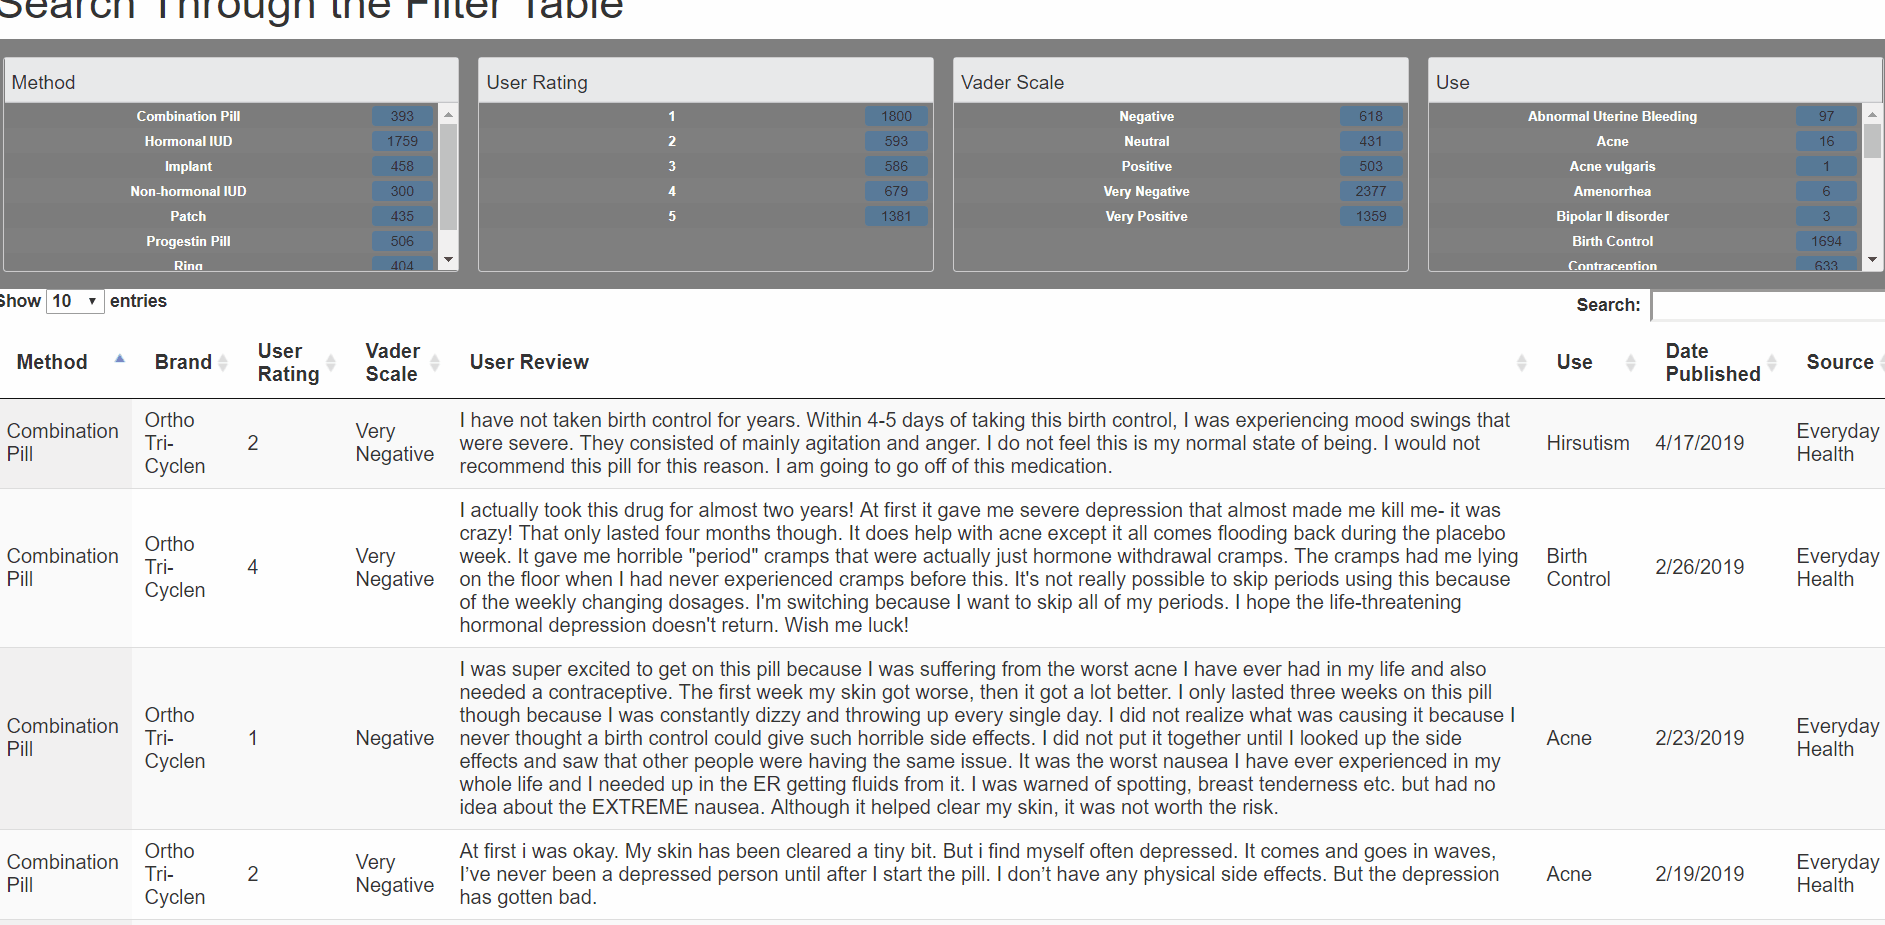 Search Through the Filter Table
Method
Combination Pill 393
Hormonal IUD 1759
Implant 458
Non-hormonal IUD 300
Patch 435
Progestin Pill 506
Ring 404
User Rating
1 1800
2 593
3 586
4 679
5 1381
Vader Scale
Negative 618
Neutral 431
Positive 503
Very Negative 2377
Very Positive 1359
Use
Abnormal Uterine Bleeding 97
Acne 16
Acne vulgaris 1
Amenorrhea 6
Bipolar II disorder 3
Birth Control 1694
Contraception 633
Show 10 entries
Search:
Method
Brand
User
Rating
Vader
Scale
User Review
Use
Date
Published
Source
Combination
Pill
Ortho
Tri-
Cyclen
2
Very
Negative
I have not taken birth control for years. Within 4-5 days of taking this birth control, I was experiencing mood swings that
were severe. They consisted of mainly agitation and anger. I do not feel this is my normal state of being. I would not
recommend this pill for this reason. I am going to go off of this medication.
Hirsutism
4/17/2019
Everyday
Health
Combination
Pill
Ortho
Tri-
Cyclen
4
Very
Negative
I actually took this drug for almost two years! At first it gave me severe depression that almost made me kill me- it was
crazy! That only lasted four months though. It does help with acne except it all comes flooding back during the placebo
week. It gave me horrible "period" cramps that were actually just hormone withdrawal cramps. The cramps had me lying
on the floor when I had never experienced cramps before this. It's not really possible to skip periods using this because
of the weekly changing dosages. I'm switching because I want to skip all of my periods. I hope the life-threatening
hormonal depression doesn't return. Wish me luck!
Birth
Control
2/26/2019
Everyday
Health
Combination
Pill
Ortho
Tri-
Cyclen
1
Negative
I was super excited to get on this pill because I was suffering from the worst acne I have ever had in my life and also
needed a contraceptive. The first week my skin got worse, then it got a lot better. I only lasted three weeks on this pill
though because I was constantly dizzy and throwing up every single day. I did not realize what was causing it because I
never thought a birth control could give such horrible side effects. I did not put it together until I looked up the side
effects and saw that other people were having the same issue. It was the worst nausea I have ever experienced in my
whole life and I needed up in the ER getting fluids from it. I was warned of spotting, breast tenderness etc. but had no
idea about the EXTREME nausea. Although it helped clear my skin, it was not worth the risk.
Acne
2/23/2019
Everyday
Health
Combination
Pill
Ortho
Tri-
Cyclen
2
Very
Negative
At first i was okay. My skin has been cleared a tiny bit. But i find myself often depressed. It comes and goes in waves,
I’ve never been a depressed person until after I start the pill. I don’t have any physical side effects. But the depression
has gotten bad.
Acne
2/19/2019
Everyday
Health